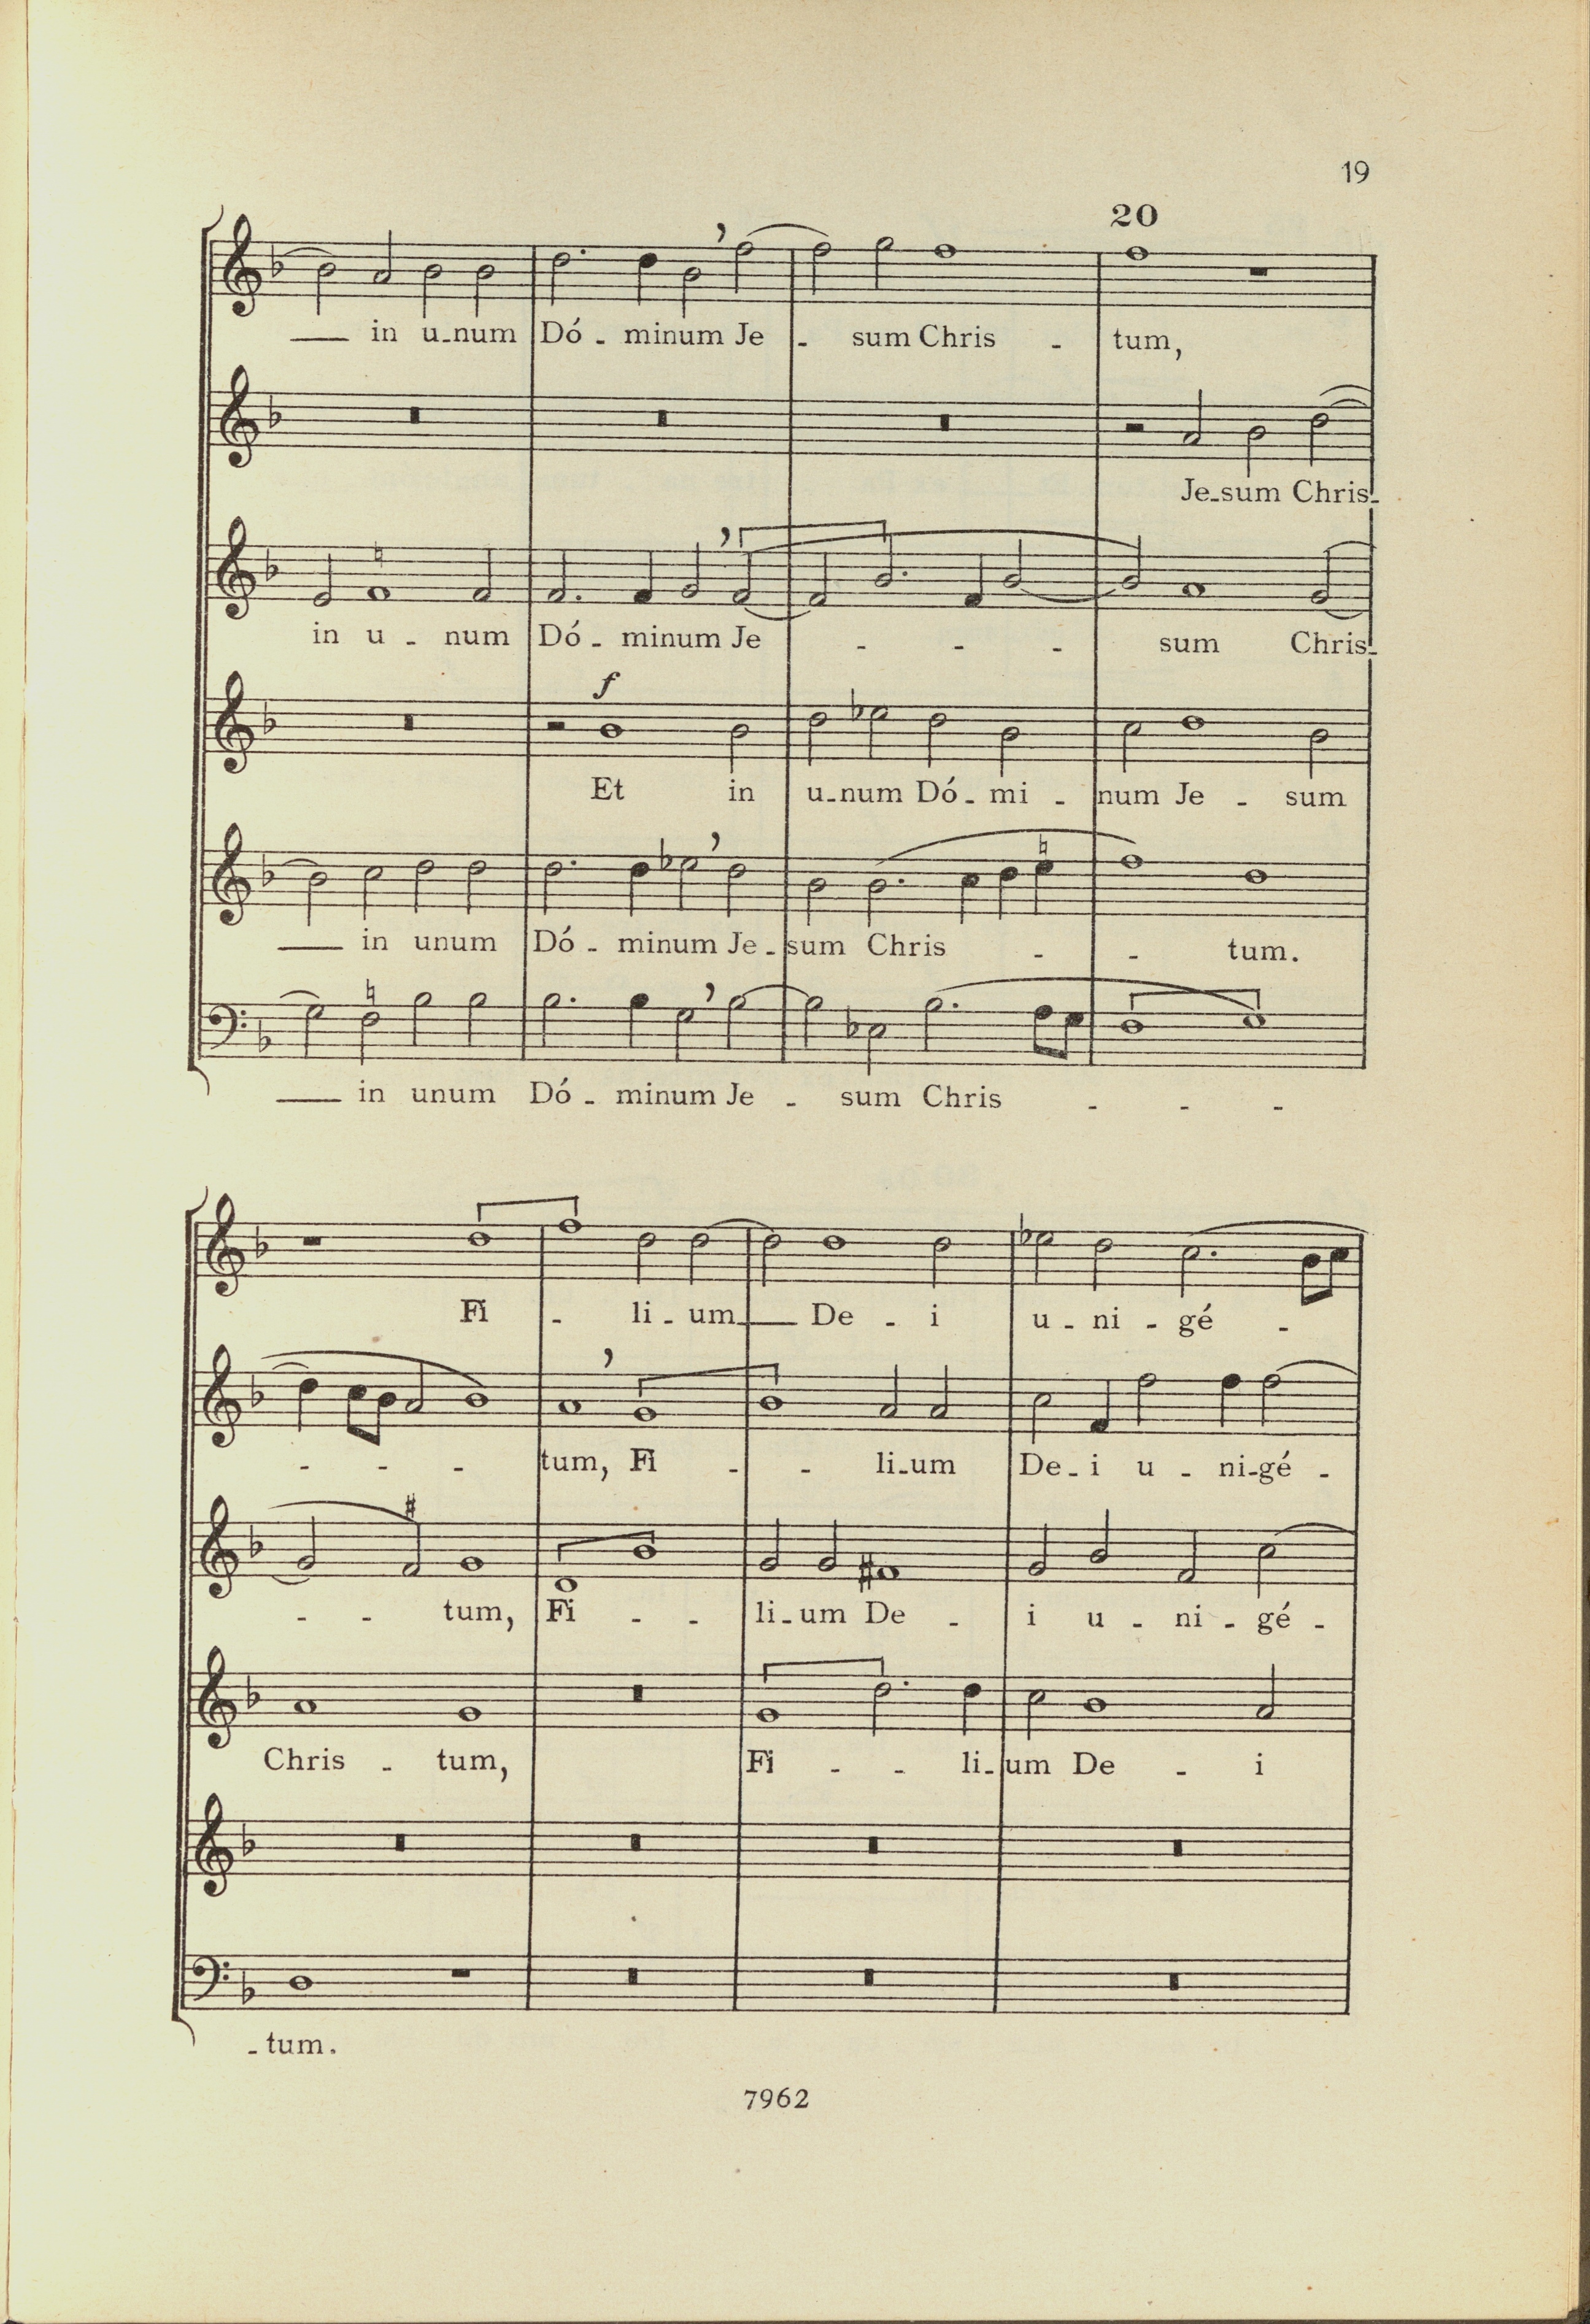 19
20
in u-num Dó - minum Je - sum Chris - tum,
Je-sum Chris-
in u - num Dó - minum Je - - - sum Chris-
f
Et in u-num Dó - mi - num Je - sum
in unum Dó - minum Je - sum Chris - - tum.
in unum Dó - minum Je - sum Chris - - -
Fi - li - um De - i u - ni - gé -
- - - tum, Fi - - li-um De - i u - ni-gé -
- - tum, Fi - - li-um De - i u - ni - gé -
Chris - tum, Fi - - li-um De - i
-tum.
7962